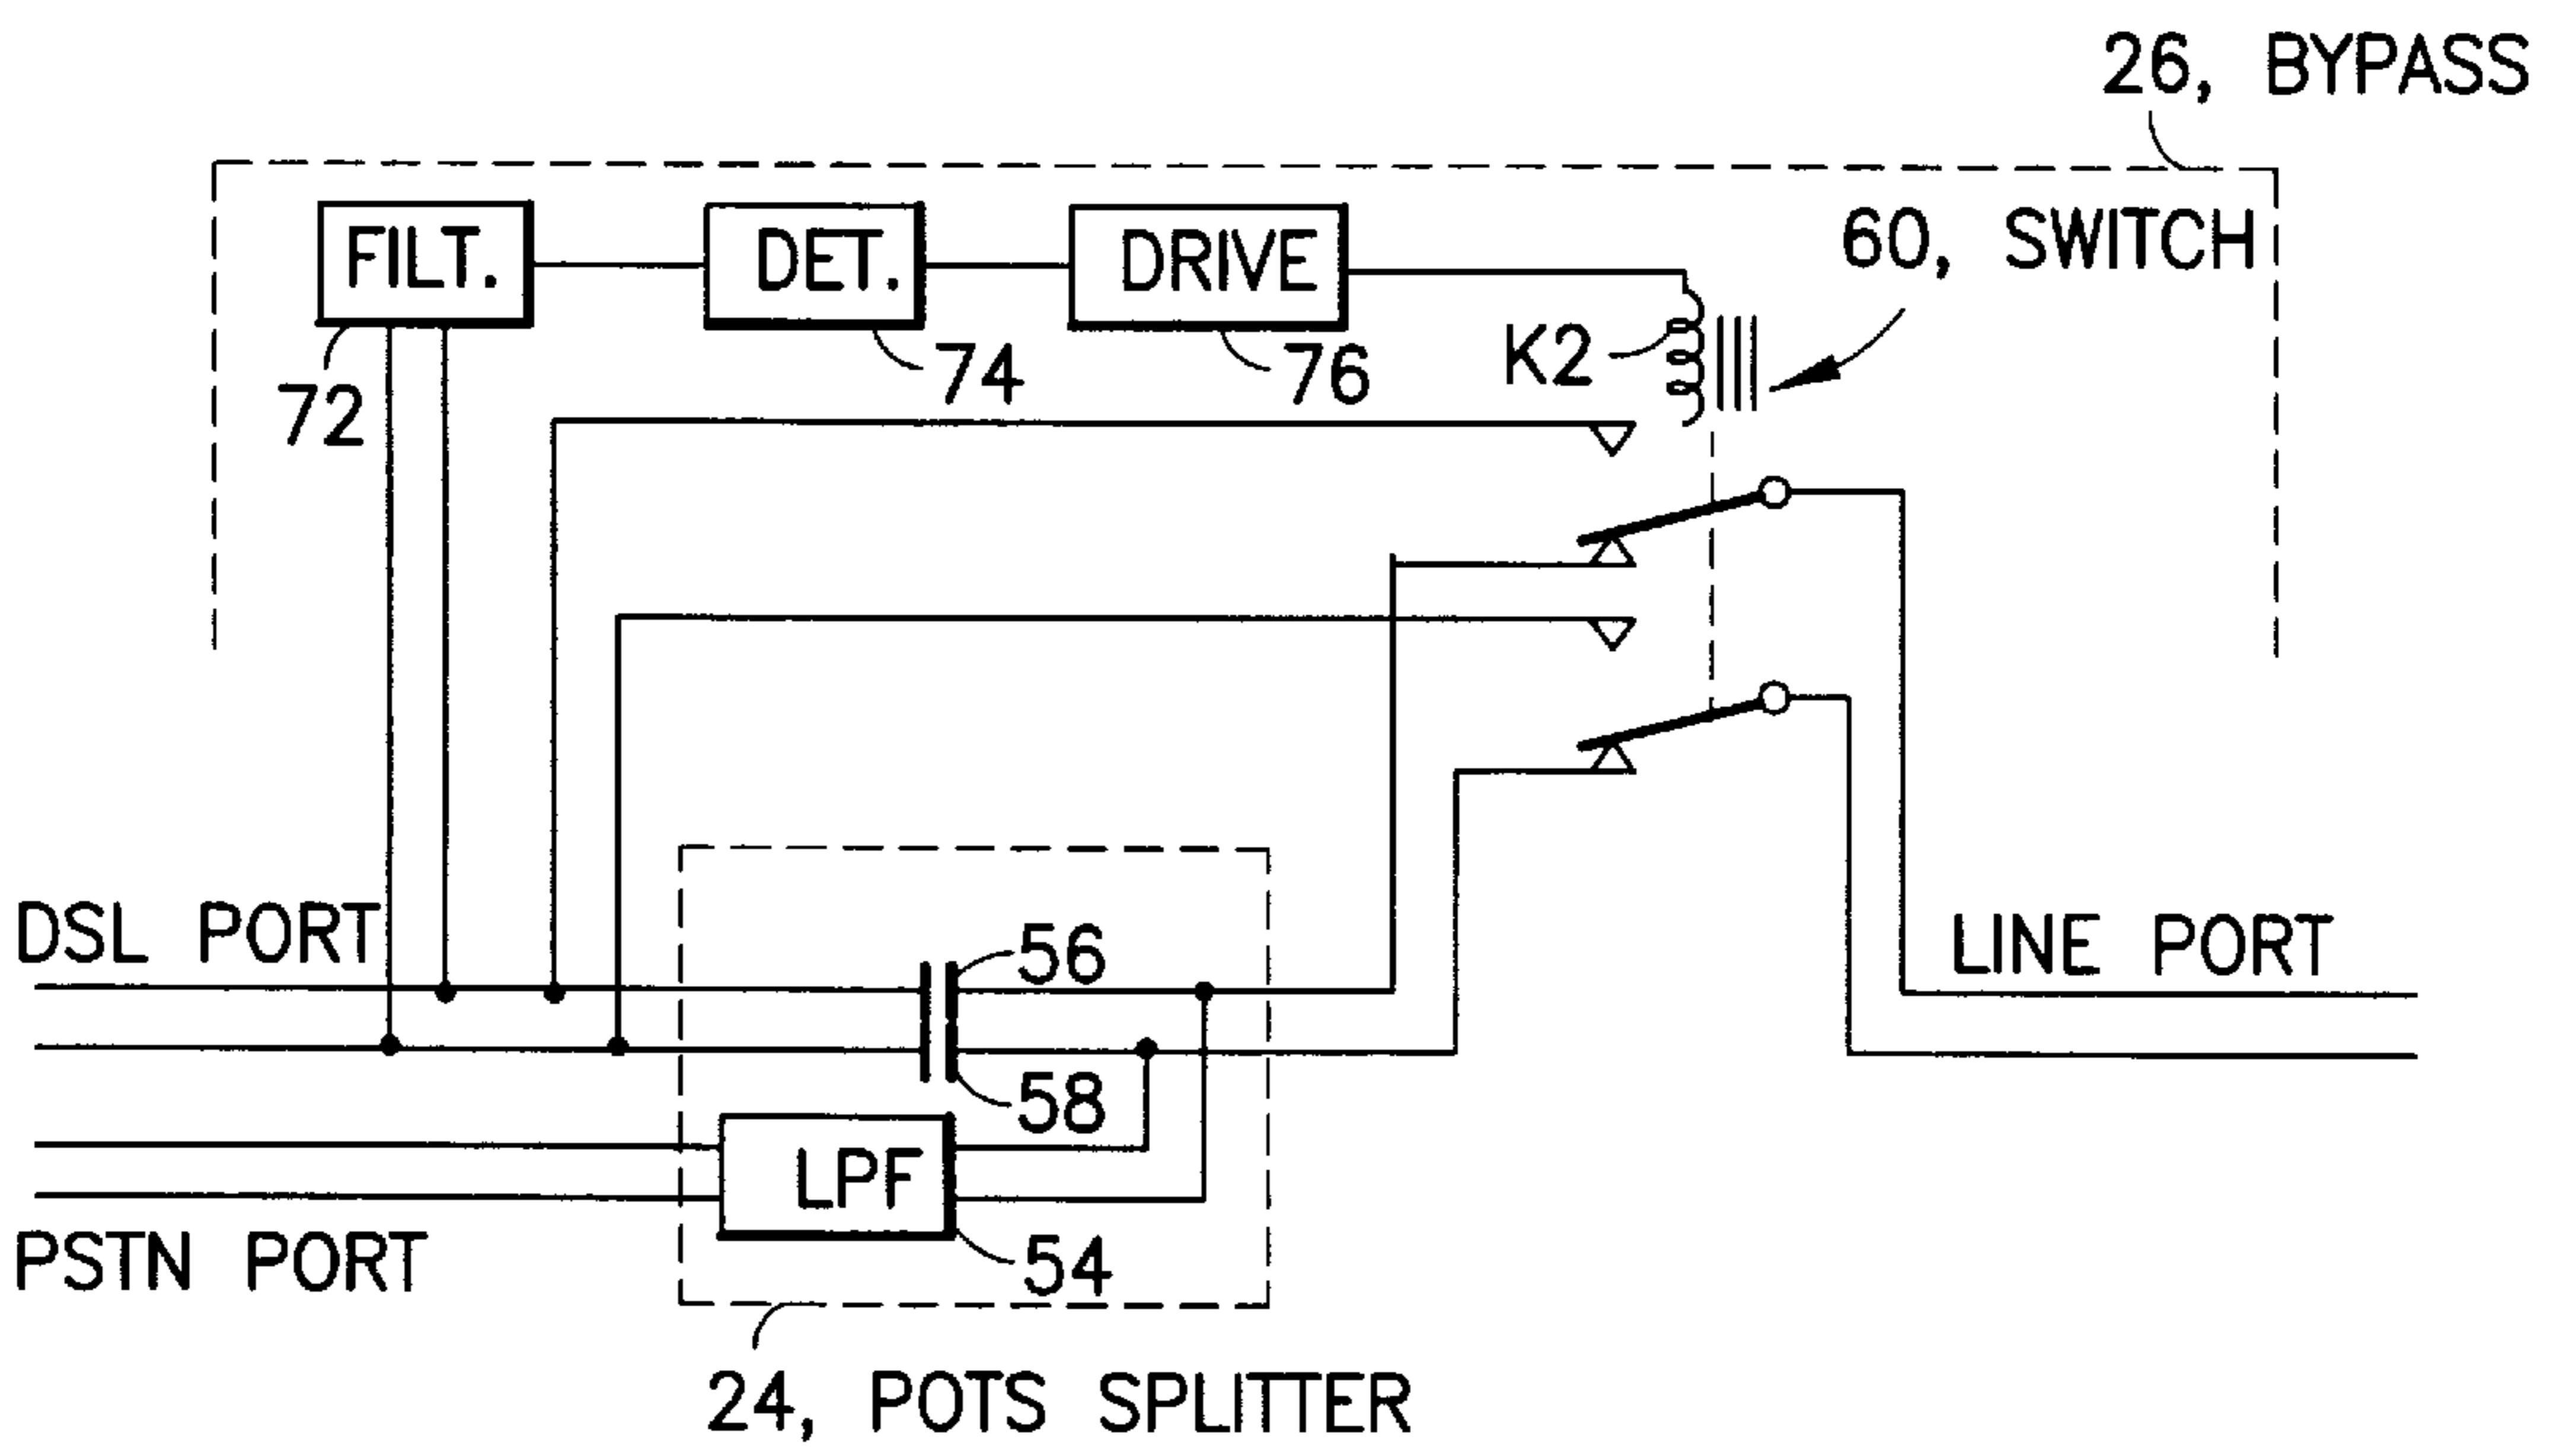 26, BYPASS
60, SWITCH
FILT.
DET.
DRIVE
72
74
76
K2
DSL PORT
56
LINE PORT
58
LPF
54
PSTN PORT
24, POTS SPLITTER